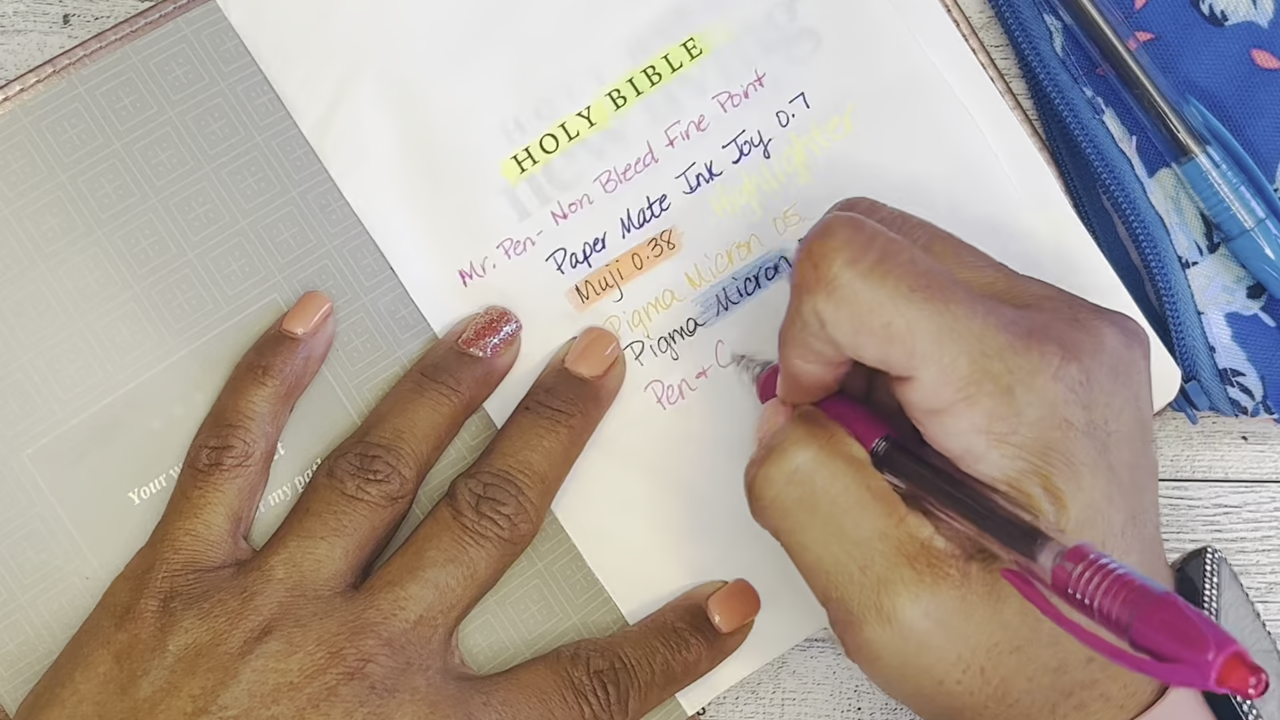 HOLY BIBLE
Mr. Pen- Non Bleed Fine Point
Paper Mate Ink Joy 0.7
Highlighter
Muji 0.38
Pigma Micron 05
Pigma Micron
Pen + C
Your w
r my pa